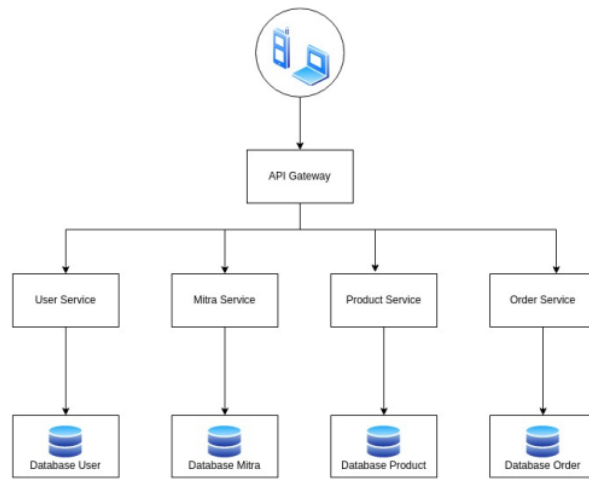 API Gateway
User Service
Mitra Service
Product Service
Order Service
Database User
Database Mitra
Database Product
Database Order